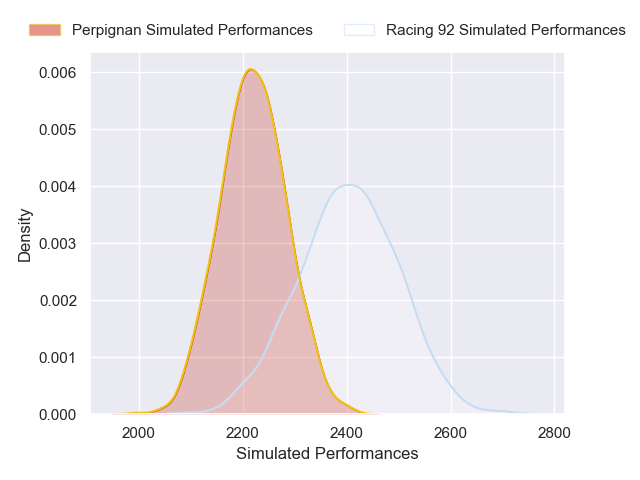 Perpignan Simulated Performances Racing 92 Simulated Performances
0.006
0.005
0.004
0.003
0.002
0.001
0.000
Density
2000 2200 2400 2600 2800
Simulated Performances